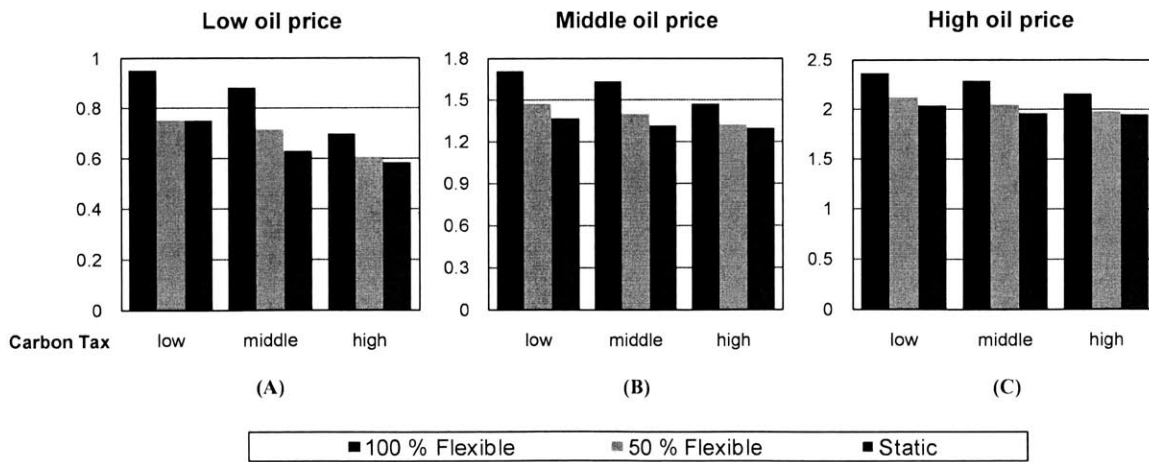 Low oil price
1
0.8
0.6
0.4
0.2
0
Carbon Tax low middle high
(A)
Middle oil price
1.8
1.5
1.2
0.9
0.6
0.3
0
low middle high
(B)
High oil price
2.5
2
1.5
1
0.5
0
low middle high
(C)
100 % Flexible 50 % Flexible Static